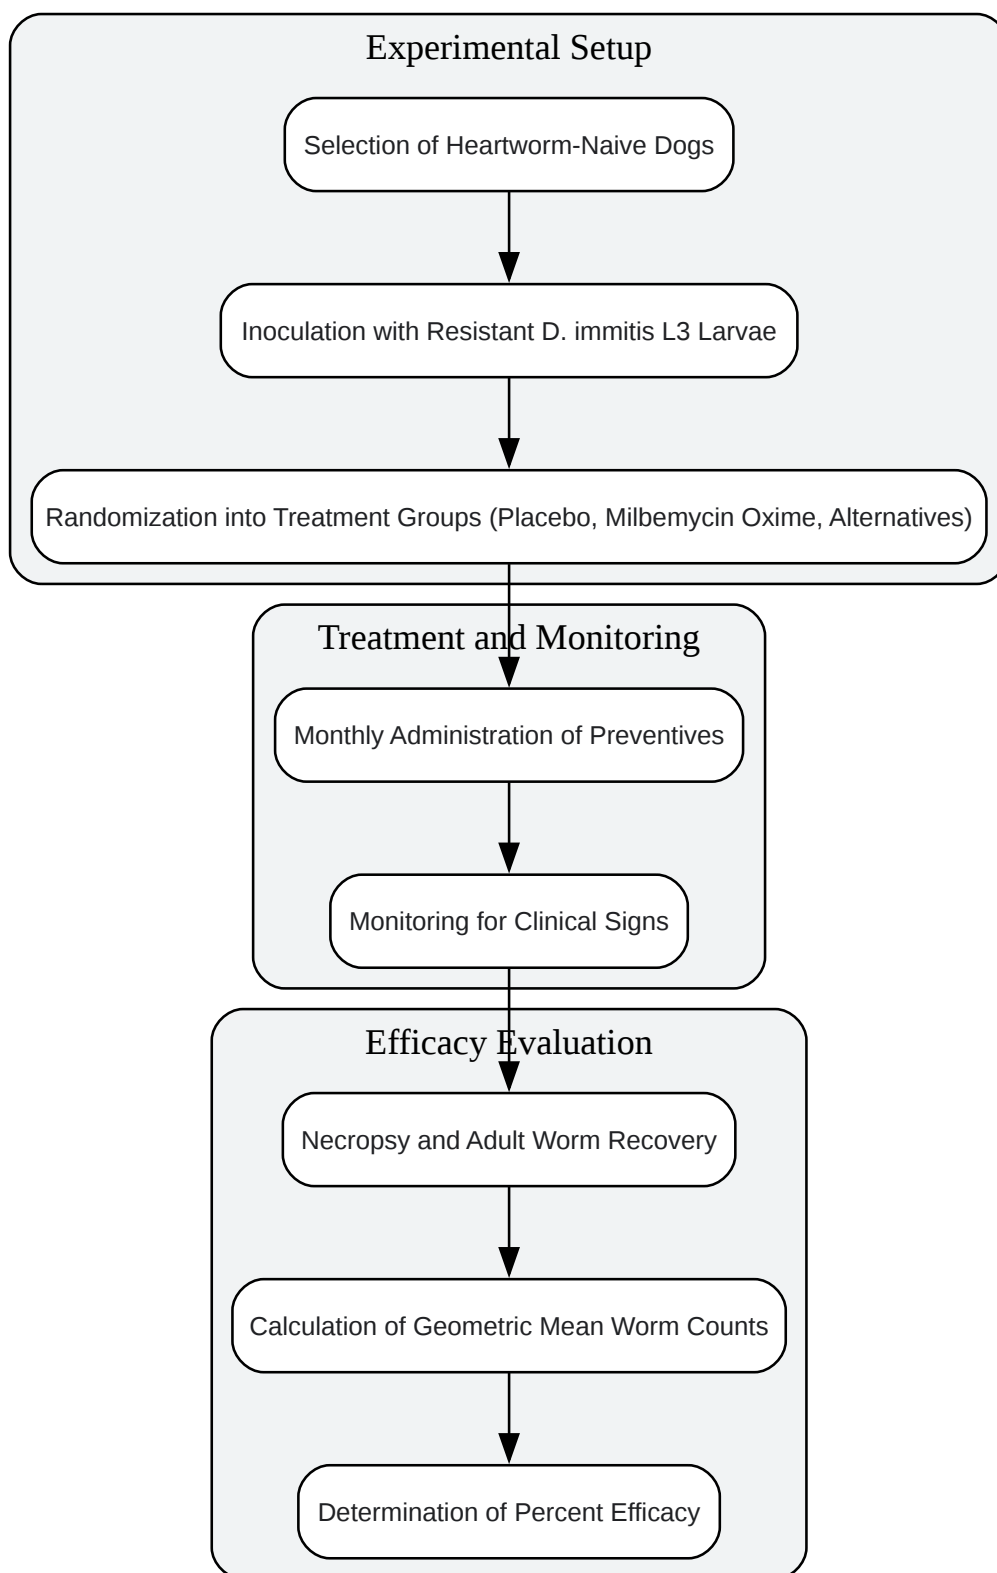 Experimental Setup
Selection of Heartworm-Naive Dogs
Inoculation with Resistant D. immitis L3 Larvae
Randomization into Treatment Groups (Placebo, Milbemycin Oxime, Alternatives)
Treatment and Monitoring
Monthly Administration of Preventives
Monitoring for Clinical Signs
Efficacy Evaluation
Necropsy and Adult Worm Recovery
Calculation of Geometric Mean Worm Counts
Determination of Percent Efficacy